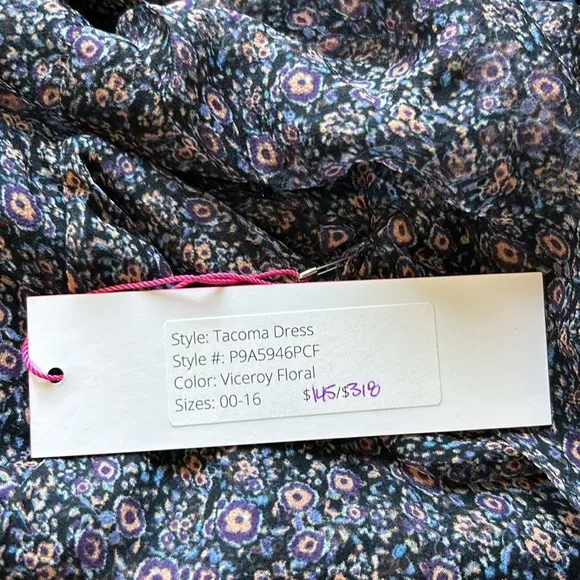 Style: Tacoma Dress
Style #: P9A5946PCF
Color: Viceroy Floral
Sizes: 00-16 $145/$318